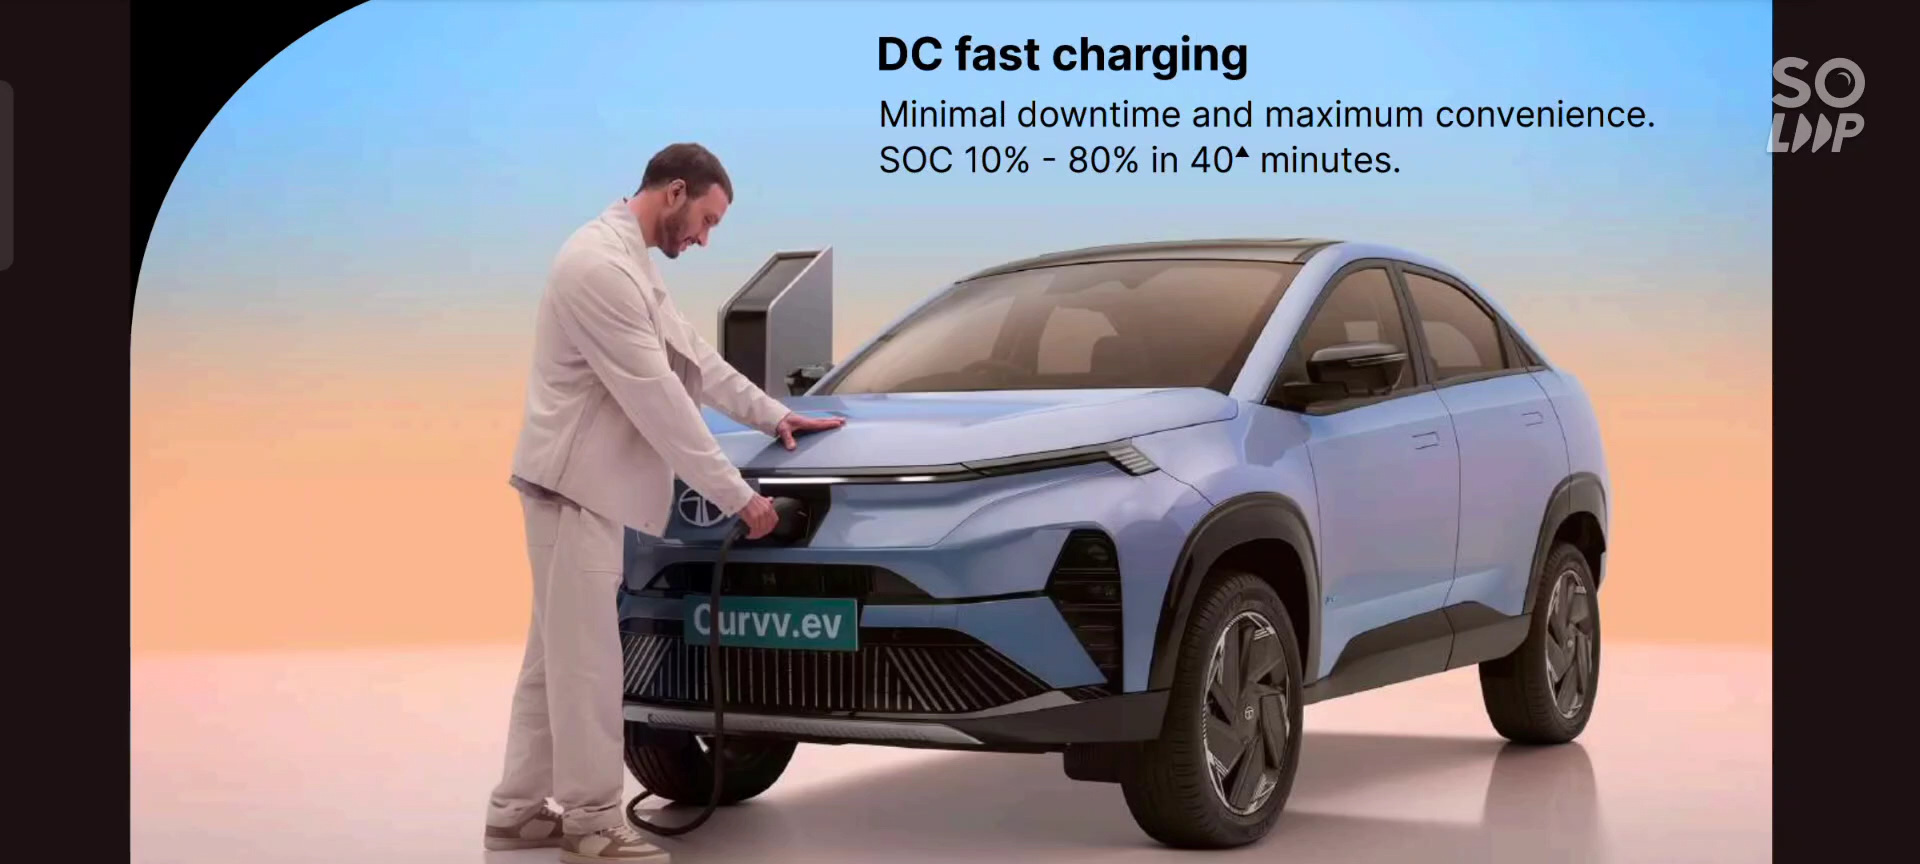 DC fast charging
Minimal downtime and maximum convenience.
SOC 10% - 80% in 40▲ minutes.
SO
LOOP
Curvv.ev